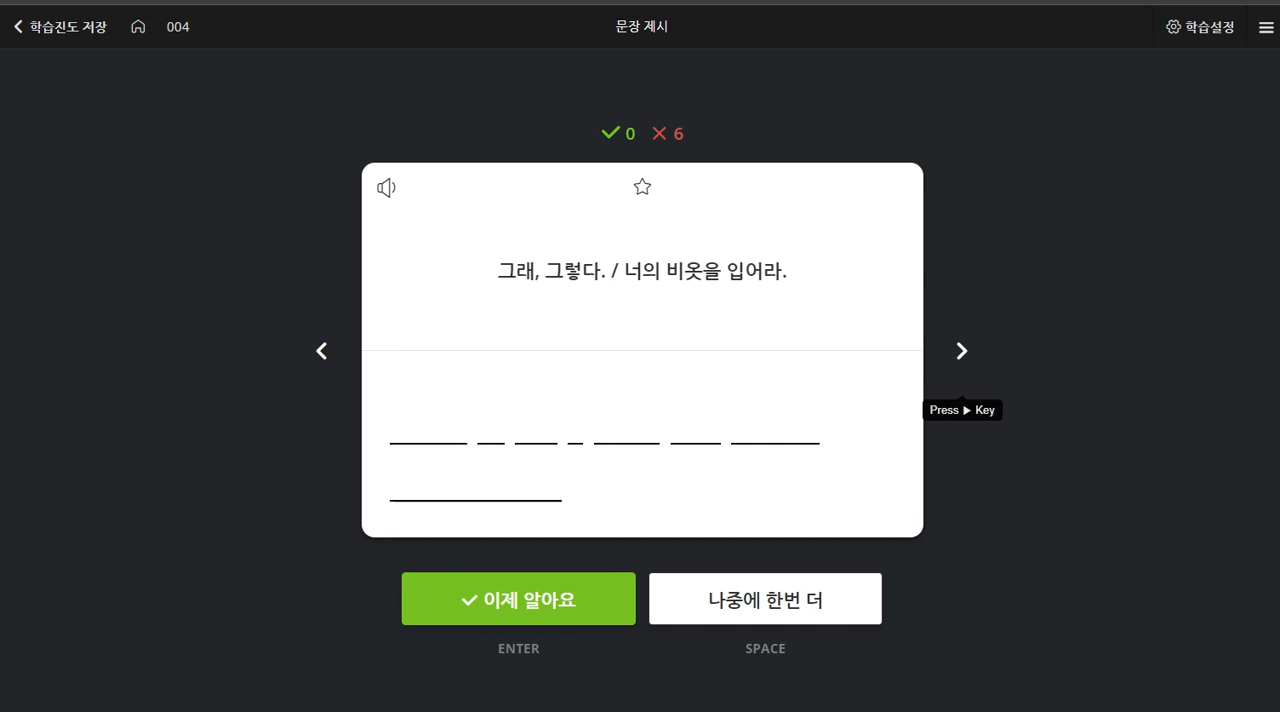 학습진도 저장 004 문장 제시 학습설정
0 6
그래, 그렇다. / 너의 비옷을 입어라.
Press ▶ Key
이제 알아요 나중에 한번 더
ENTER SPACE